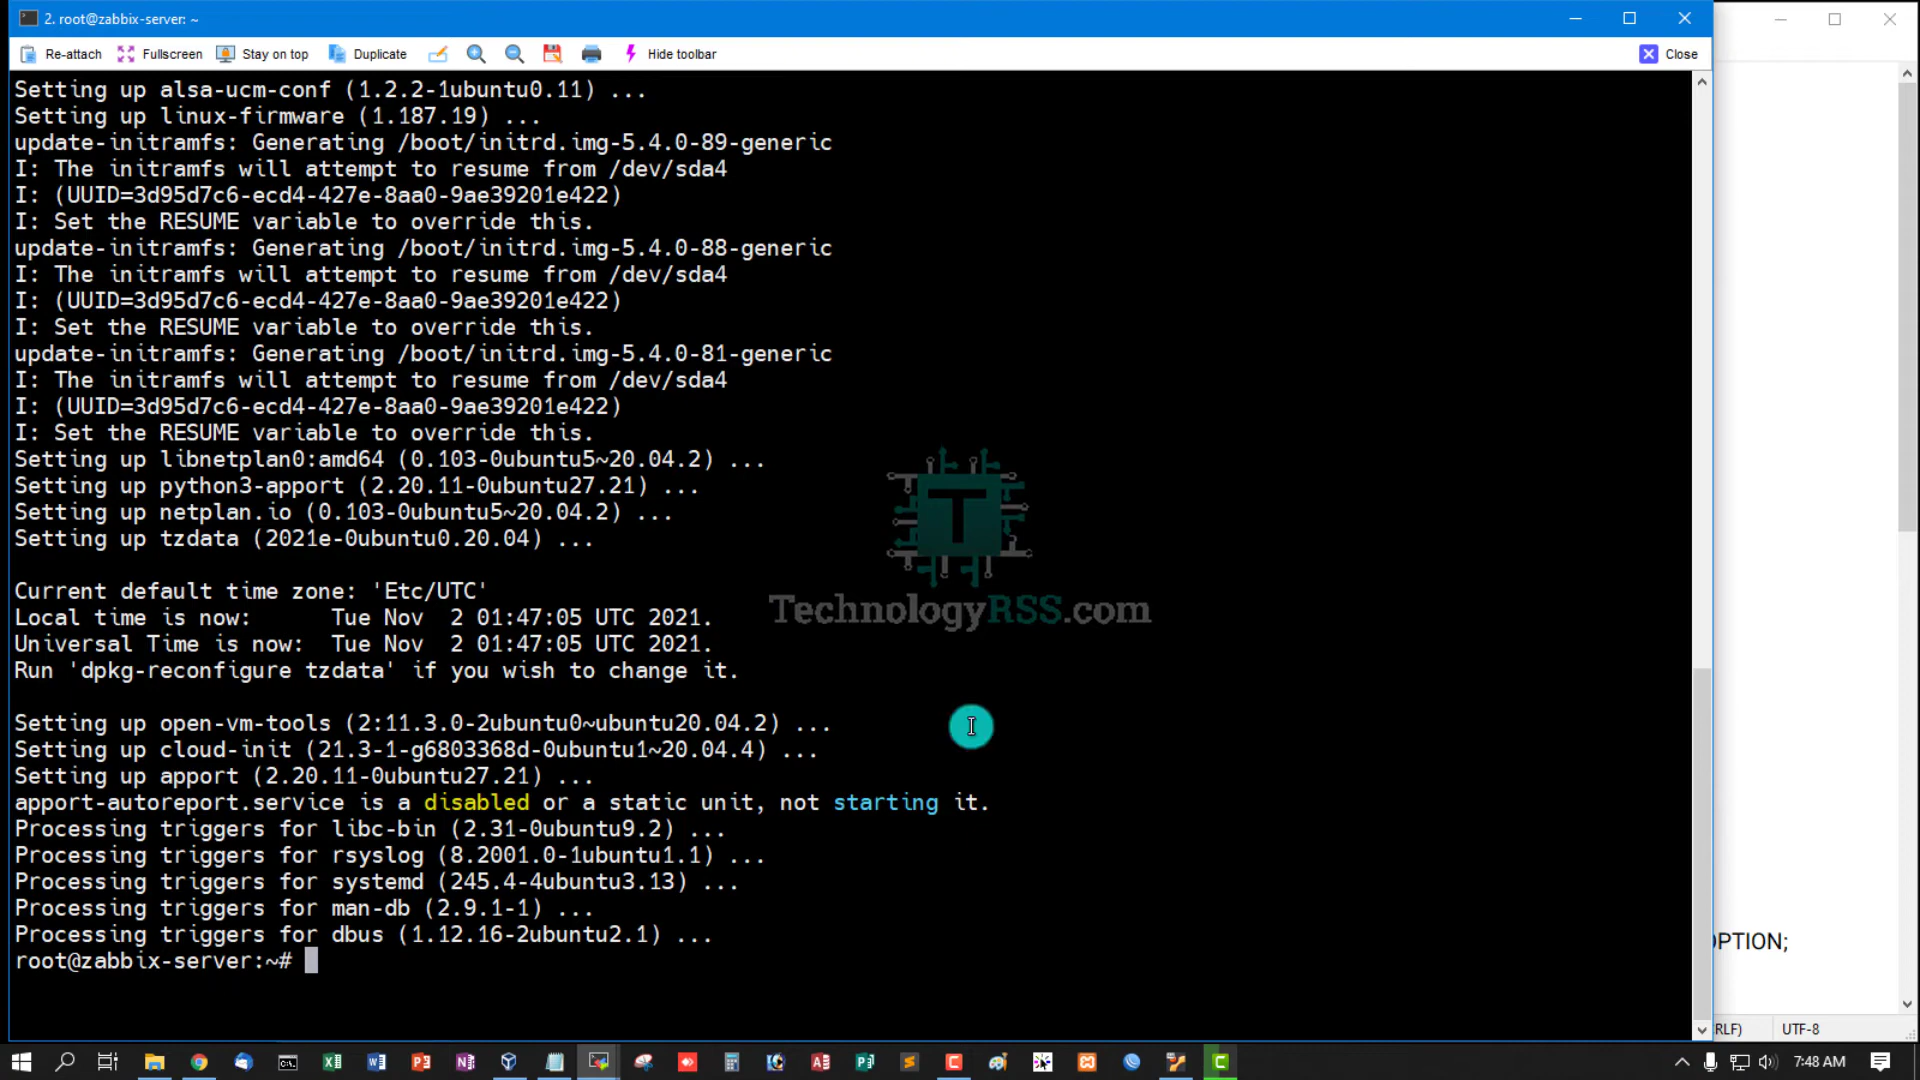 2. root@zabbix-server: ~
Re-attach Fullscreen Stay on top Duplicate Hide toolbar Close
Setting up alsa-ucm-conf (1.2.2-1ubuntu0.11) ...
Setting up linux-firmware (1.187.19) ...
update-initramfs: Generating /boot/initrd.img-5.4.0-89-generic
I: The initramfs will attempt to resume from /dev/sda4
I: (UUID=3d95d7c6-ecd4-427e-8aa0-9ae39201e422)
I: Set the RESUME variable to override this.
update-initramfs: Generating /boot/initrd.img-5.4.0-88-generic
I: The initramfs will attempt to resume from /dev/sda4
I: (UUID=3d95d7c6-ecd4-427e-8aa0-9ae39201e422)
I: Set the RESUME variable to override this.
update-initramfs: Generating /boot/initrd.img-5.4.0-81-generic
I: The initramfs will attempt to resume from /dev/sda4
I: (UUID=3d95d7c6-ecd4-427e-8aa0-9ae39201e422)
I: Set the RESUME variable to override this.
Setting up libnetplan0:amd64 (0.103-0ubuntu5~20.04.2) ...
Setting up python3-apport (2.20.11-0ubuntu27.21) ...
Setting up netplan.io (0.103-0ubuntu5~20.04.2) ...
Setting up tzdata (2021e-0ubuntu0.20.04) ...
T
Current default time zone: 'Etc/UTC'
Local time is now:      Tue Nov  2 01:47:05 UTC 2021.
TechnologyRSS.com
Universal Time is now:  Tue Nov  2 01:47:05 UTC 2021.
Run 'dpkg-reconfigure tzdata' if you wish to change it.
Setting up open-vm-tools (2:11.3.0-2ubuntu0~ubuntu20.04.2) ...
Setting up cloud-init (21.3-1-g6803368d-0ubuntu1~20.04.4) ...
Setting up apport (2.20.11-0ubuntu27.21) ...
apport-autoreport.service is a disabled or a static unit, not starting it.
Processing triggers for libc-bin (2.31-0ubuntu9.2) ...
Processing triggers for rsyslog (8.2001.0-1ubuntu1.1) ...
Processing triggers for systemd (245.4-4ubuntu3.13) ...
Processing triggers for man-db (2.9.1-1) ...
Processing triggers for dbus (1.12.16-2ubuntu2.1) ...
PTION;
root@zabbix-server:~#
RLF) UTF-8
7:48 AM